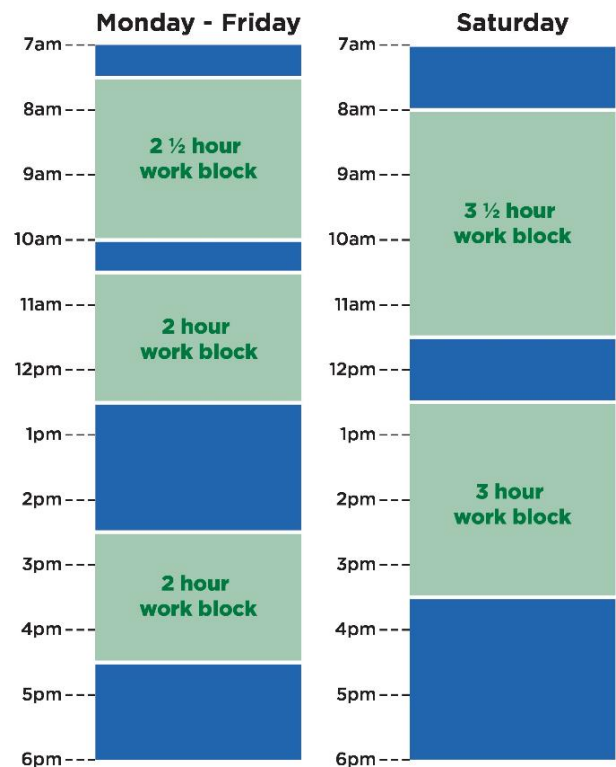 Monday - Friday
7am
8am
9am
10am
11am
12pm
1pm
2pm
3pm
4pm
5pm
6pm
2 ½ hour
work block
2 hour
work block
2 hour
work block
Saturday
7am
8am
9am
10am
11am
12pm
1pm
2pm
3pm
4pm
5pm
6pm
3 ½ hour
work block
3 hour
work block